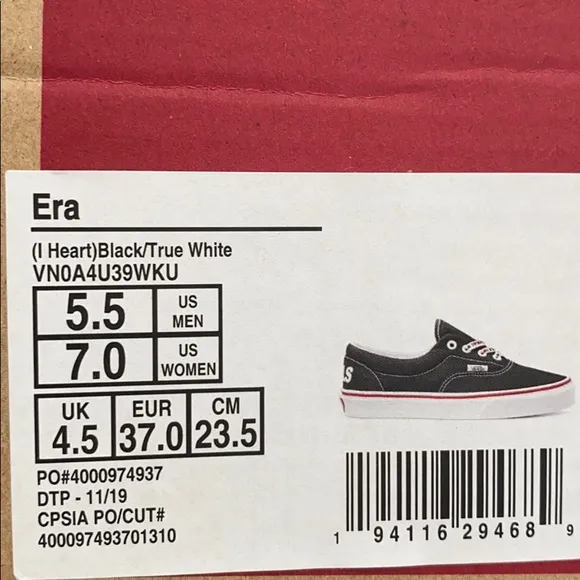 Era
(I Heart)Black/True White
VN0A4U39WKU
5.5 US MEN
7.0 US WOMEN
UK EUR CM
4.5 37.0 23.5
PO#4000974937
DTP - 11/19
CPSIA PO/CUT#
400097493701310
1 94116 29468 9